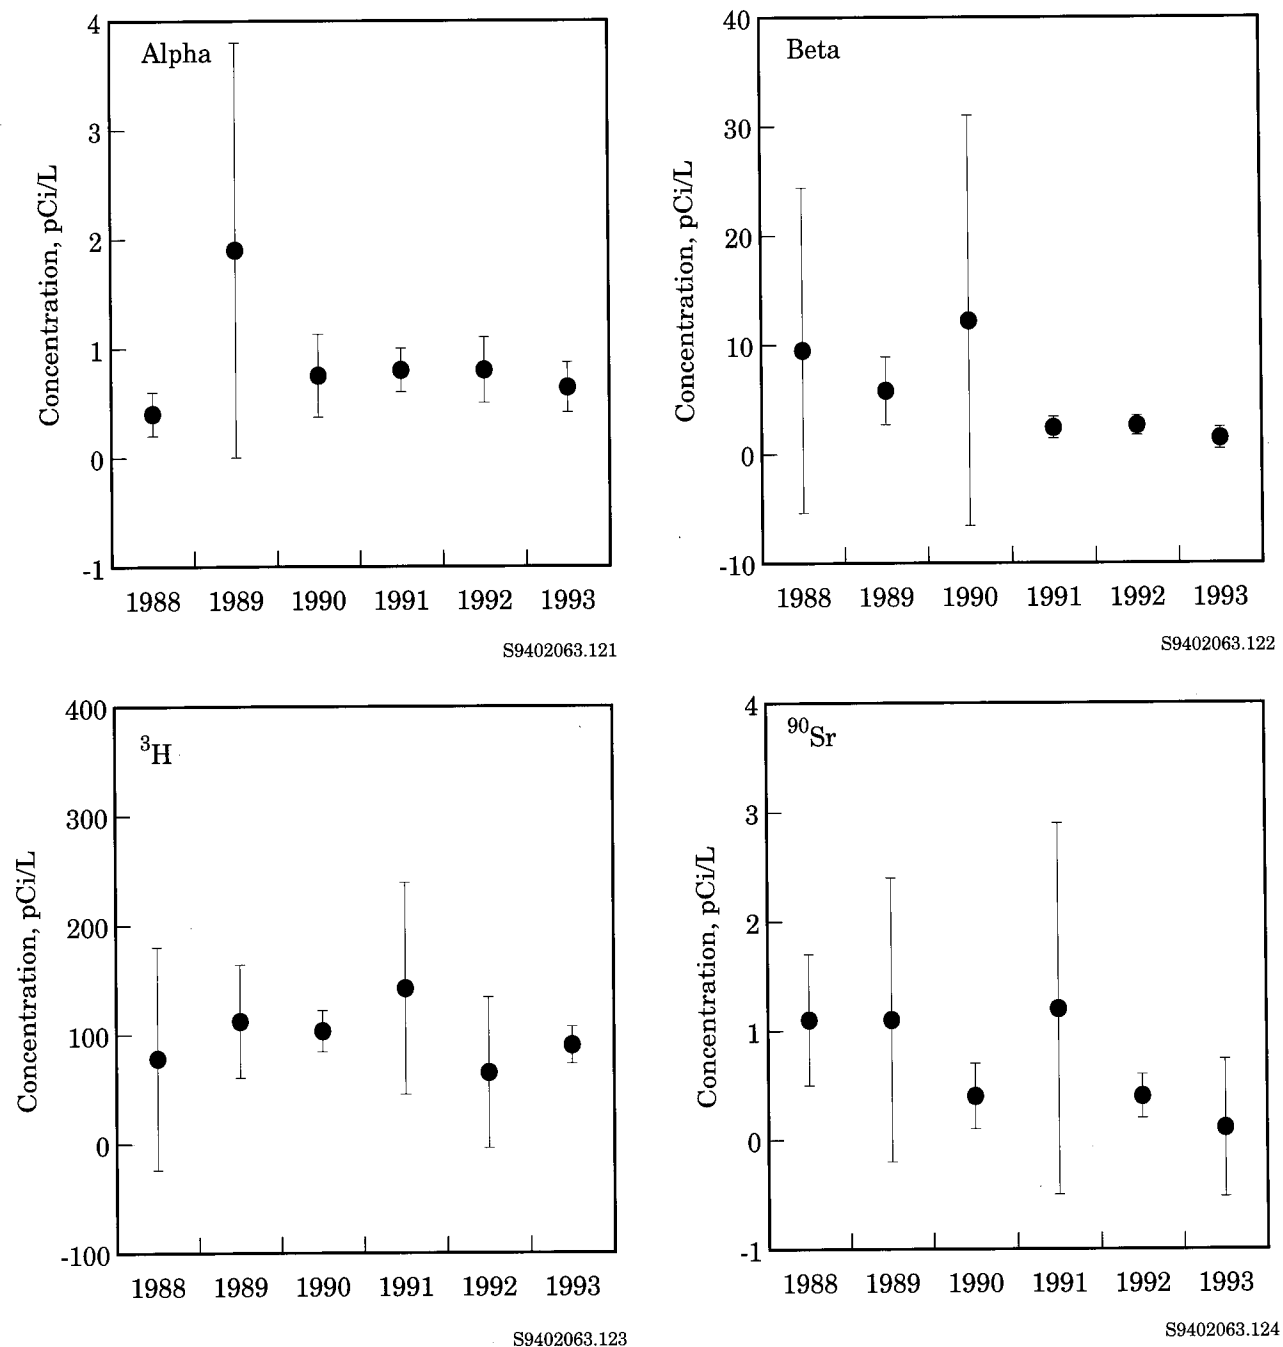 Alpha
Concentration, pCi/L
4
3
2
1
0
-1
1988 1989 1990 1991 1992 1993
S9402063.121
Beta
Concentration, pCi/L
40
30
20
10
0
-10
1988 1989 1990 1991 1992 1993
S9402063.122
³H
Concentration, pCi/L
400
300
200
100
0
-100
1988 1989 1990 1991 1992 1993
S9402063.123
⁹⁰Sr
Concentration, pCi/L
4
3
2
1
0
-1
1988 1989 1990 1991 1992 1993
S9402063.124